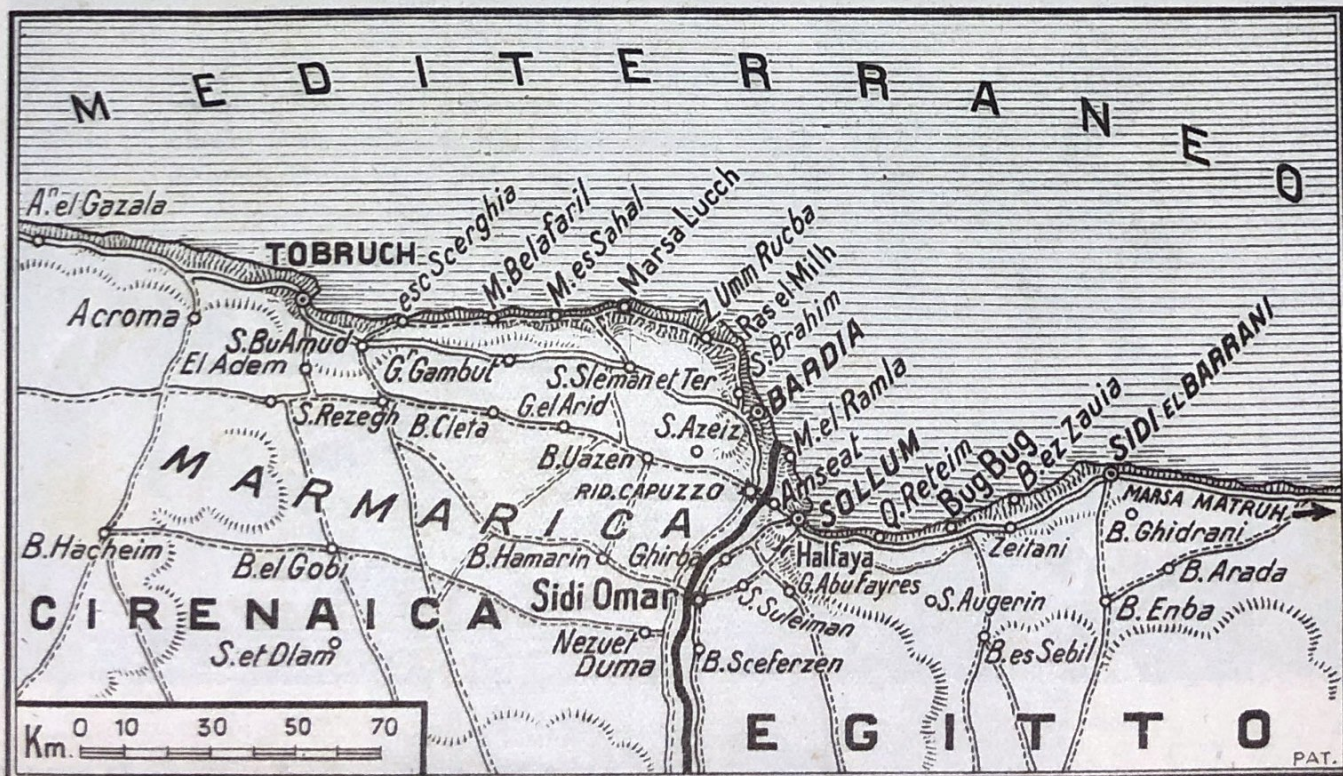 MEDITERRANEO
A.n el Gazala
TOBRUCH
esc Scerghia
M. Belafaril
M. es Sahal
Marsa Lucch
Z. Umm Rucba
Ras el Milh
S. Brahim
BARDIA
M. el Ramla
Amseat
SOLLUM
Q. Reteim
Bug Bug
B. ez Zauia
SIDI EL BARRANI
MARSA MATRUH.
Acroma
S. Bu Amud
El Adem
G.r Gambut
S. Sleman et Ter
S. Rezegh
B. Cleta
G. el Arid
S. Azeiz
B. Uazen
RID. CAPUZZO
MARMARICA
B. Hacheim
B. el Gobi
B. Hamarin
Ghirba
Halfaya
G. Abu Fayres
Zeitani
B. Ghidrani
B. Arada
CIRENAICA
Sidi Omar
S. Suleiman
S. Augerin
B. Enba
S. et Dlam
Nezuet
Duma
B. Sceferzen
B. es Sebil
EGITTO
Km. 0 10 30 50 70
PAT.